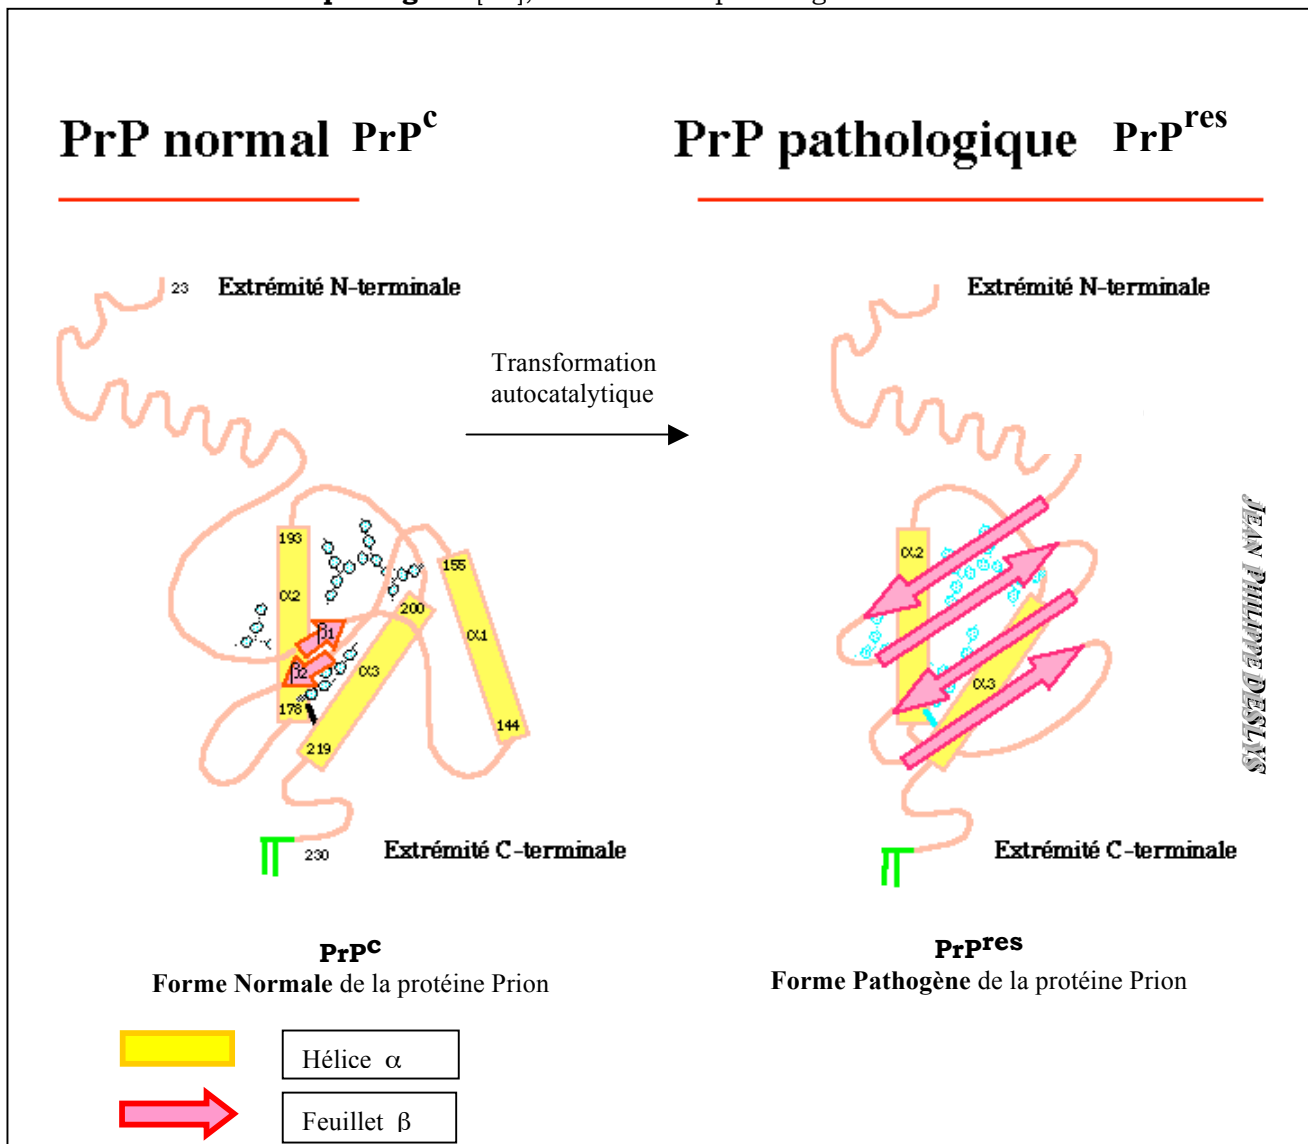 PrP normal PrPc
PrP pathologique PrPres
23 Extrémité N-terminale
Extrémité N-terminale
Transformation
autocatalytique
193
α2
β1
β2
178
200
α3
219
155
α1
144
α2
α3
JEAN PHILIPPE DESLYS
230 Extrémité C-terminale
Extrémité C-terminale
PrPc
Forme Normale de la protéine Prion
PrPres
Forme Pathogène de la protéine Prion
Hélice α
Feuillet β